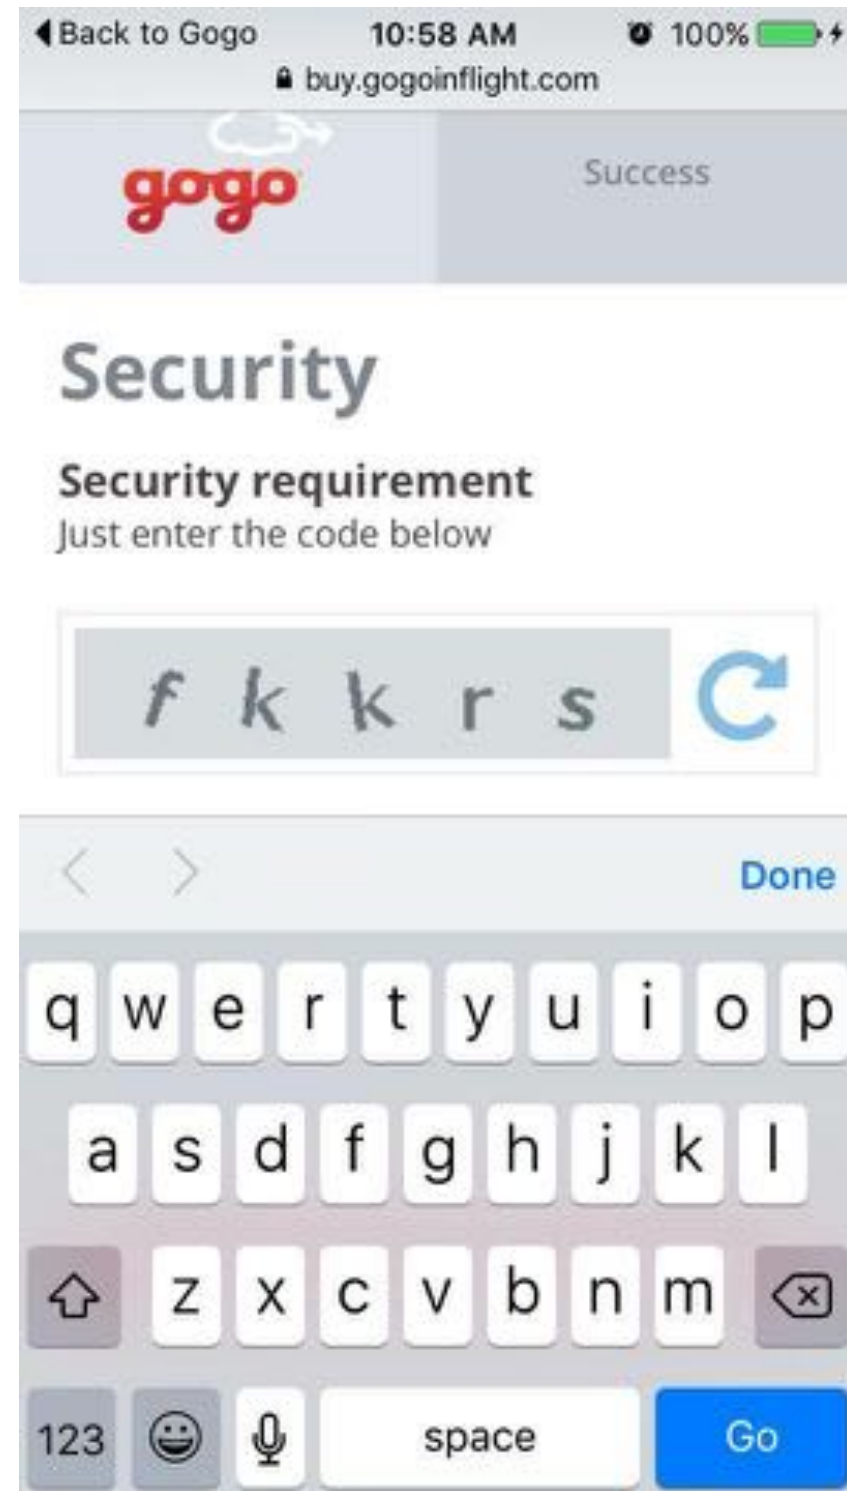 Back to Gogo 10:58 AM 100%
buy.gogoinflight.com
gogo Success
Security
Security requirement
Just enter the code below
f k k r s
Done
q w e r t y u i o p
a s d f g h j k l
z x c v b n m
123 space Go